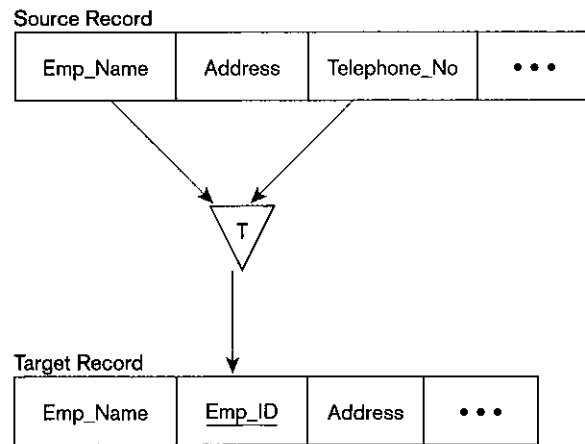 Source Record
Emp_Name Address Telephone_No •••
T
Target Record
Emp_Name Emp_ID Address •••